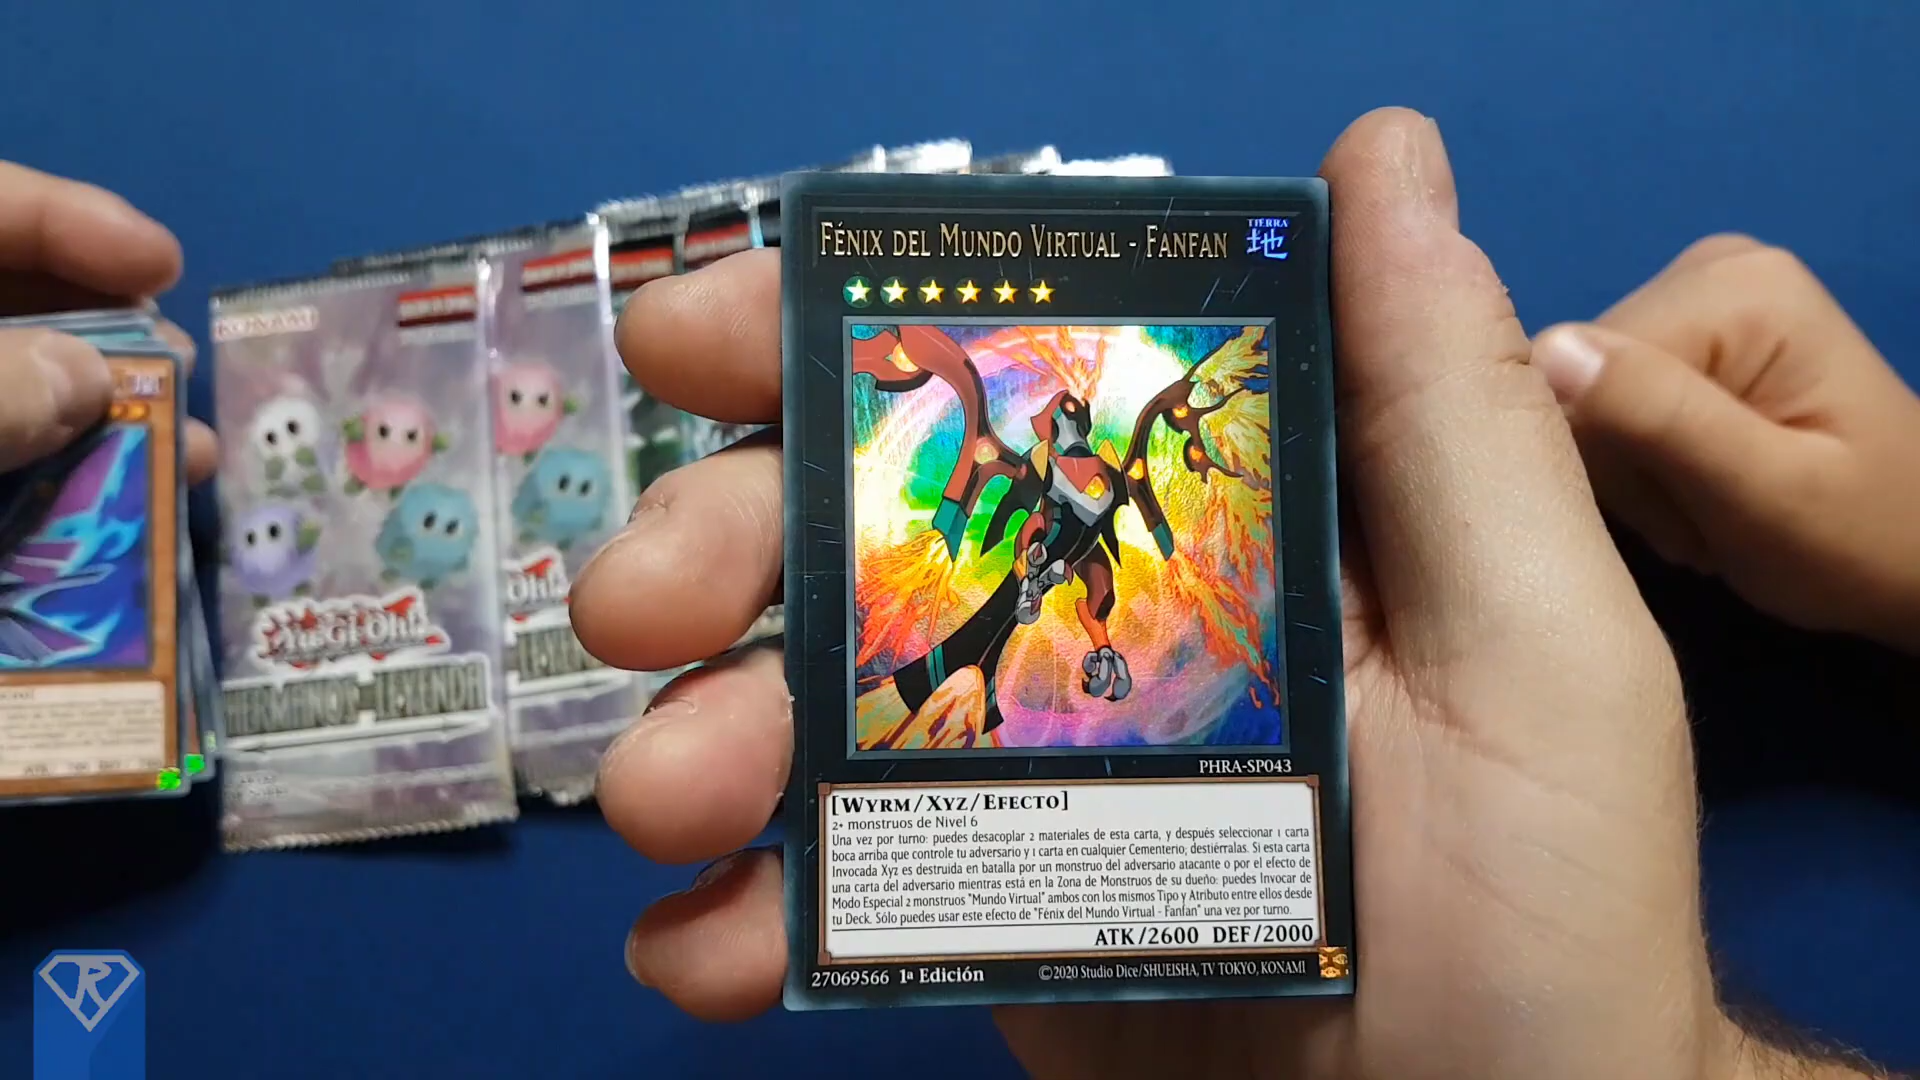 FÉNIX DEL MUNDO VIRTUAL - FANFAN
TIERRA
地
PHRA-SP043
[WYRM/XYZ/EFECTO]
2+ monstruos de Nivel 6
Una vez por turno: puedes desacoplar 2 materiales de esta carta, y después seleccionar 1 carta
boca arriba que controle tu adversario y 1 carta en cualquier Cementerio; destiérralas. Si esta carta
Invocada Xyz es destruida en batalla por un monstruo del adversario atacante o por el efecto de
una carta del adversario mientras está en la Zona de Monstruos de su dueño: puedes Invocar de
Modo Especial 2 monstruos "Mundo Virtual" ambos con los mismos Tipo y Atributo entre ellos desde
tu Deck. Sólo puedes usar este efecto de "Fénix del Mundo Virtual - Fanfan" una vez por turno.
ATK/2600 DEF/2000
27069566 1ª Edición
©2020 Studio Dice/SHUEISHA, TV TOKYO, KONAMI
KONAMI
Yu-Gi-Oh!
HERMANOS DE LEYENDA
Oh!
LEYEN
R